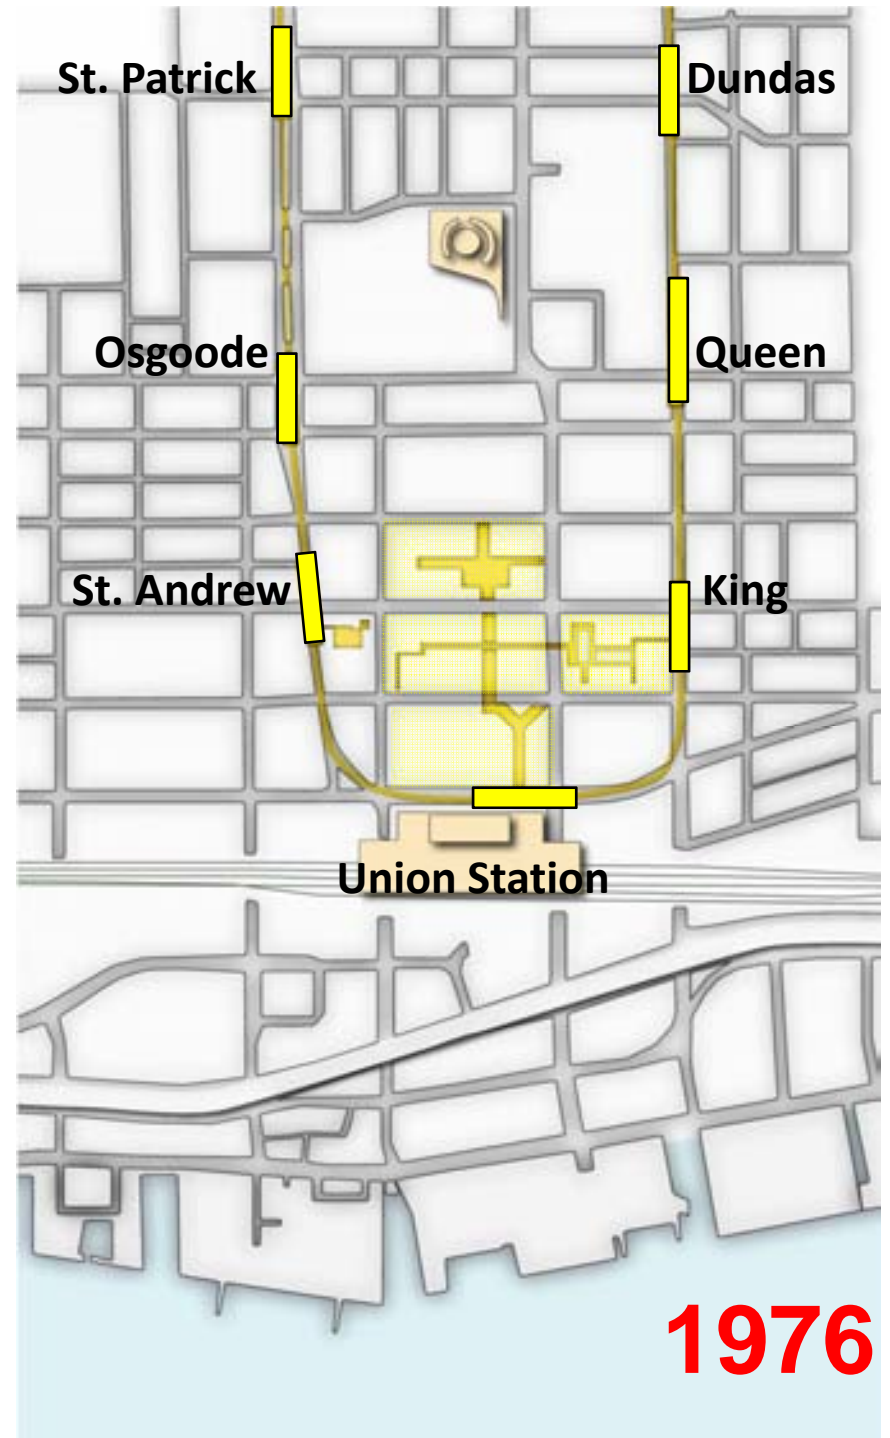 St. Patrick
Dundas
Osgoode
Queen
St. Andrew
King
Union Station
1976